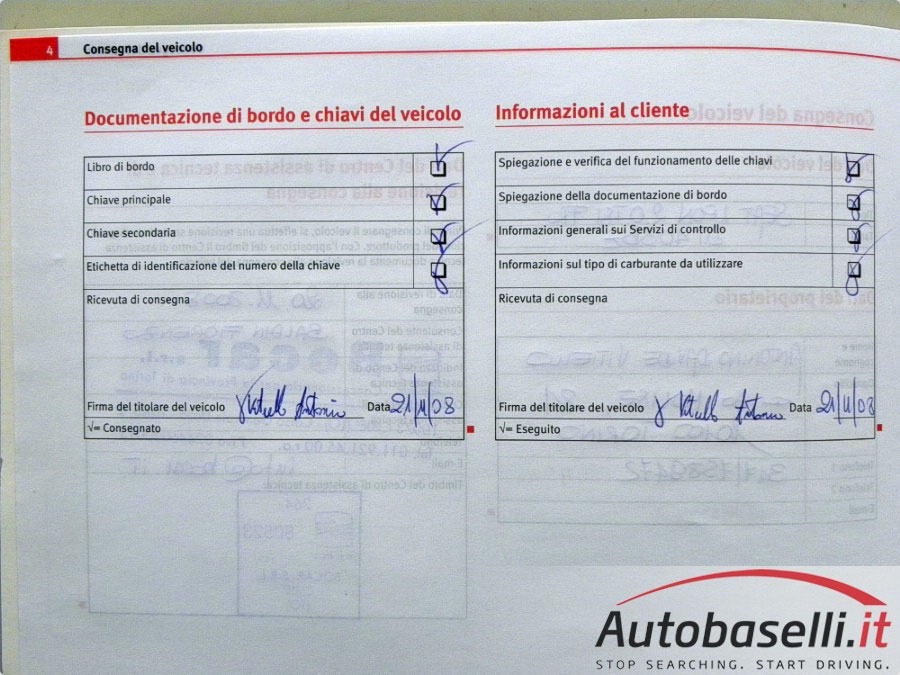 4 Consegna del veicolo
Documentazione di bordo e chiavi del veicolo
Libro di bordo
Chiave principale
Chiave secondaria
Etichetta di identificazione del numero della chiave
Ricevuta di consegna
Firma del titolare del veicolo Antonio Data 21/11/08
√= Consegnato
Informazioni al cliente
Spiegazione e verifica del funzionamento delle chiavi
Spiegazione della documentazione di bordo
Informazioni generali sui Servizi di controllo
Informazioni sul tipo di carburante da utilizzare
Ricevuta di consegna
Firma del titolare del veicolo Antonio Data 21/11/08
√= Eseguito
Autobaselli.it
STOP SEARCHING. START DRIVING.